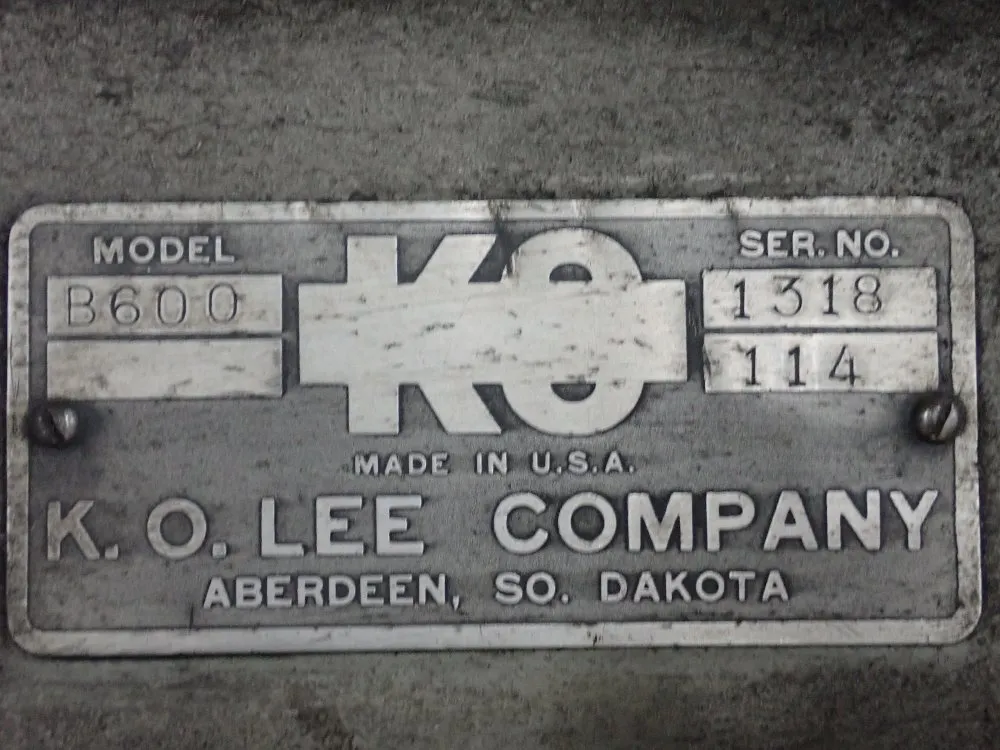 MODEL
B600
KO
SER. NO.
1318
114
MADE IN U.S.A.
K. O. LEE COMPANY
ABERDEEN, SO. DAKOTA